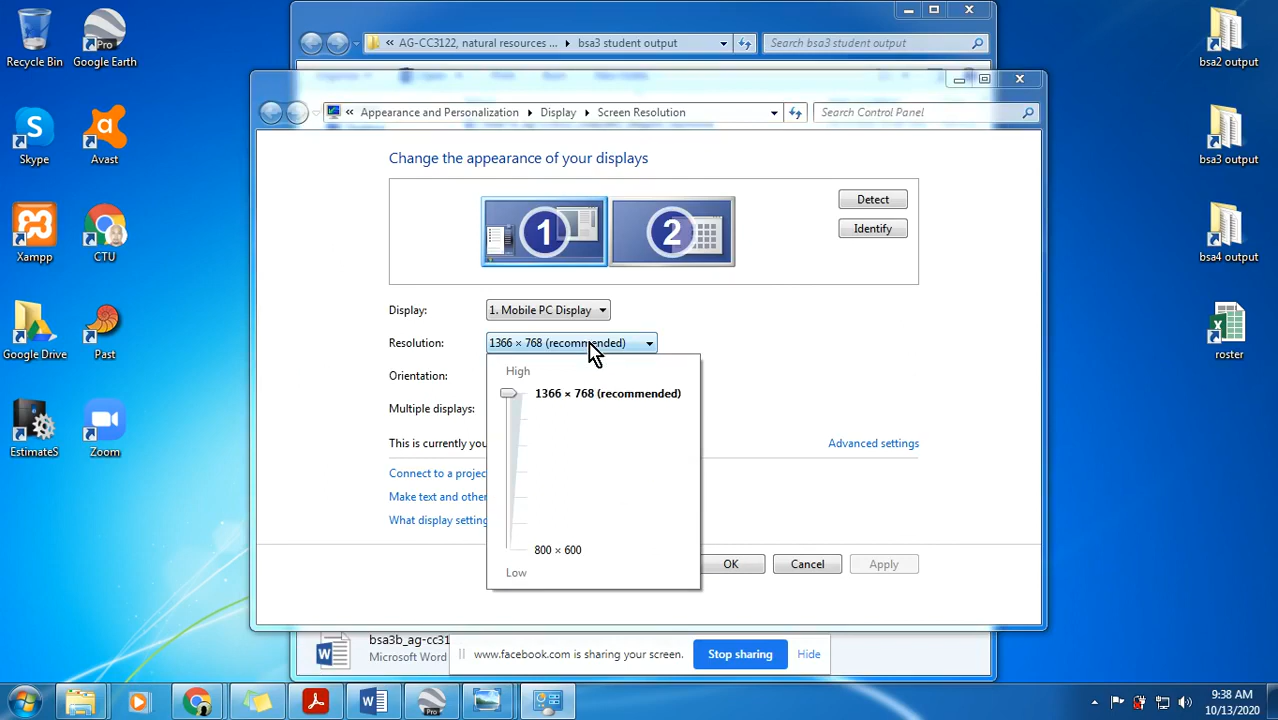 Recycle Bin
Google Earth
Pro
Skype
Avast
Xampp
CTU
Google Drive
Past
EstimateS
Zoom
bsa2 output
bsa3 output
bsa4 output
roster
« AG-CC3122, natural resources ... ▸ bsa3 student output
Search bsa3 student output
« Appearance and Personalization ▸ Display ▸ Screen Resolution
Search Control Panel
Change the appearance of your displays
1
2
Detect
Identify
Display:
1. Mobile PC Display
Resolution:
1366 × 768 (recommended)
High
Orientation:
1366 × 768 (recommended)
Multiple displays:
This is currently you
Advanced settings
Connect to a projec
Make text and other
What display setting
800 × 600
Low
OK
Cancel
Apply
bsa3b_ag-cc31
Microsoft Word
www.facebook.com is sharing your screen.
Stop sharing
Hide
9:38 AM
10/13/2020